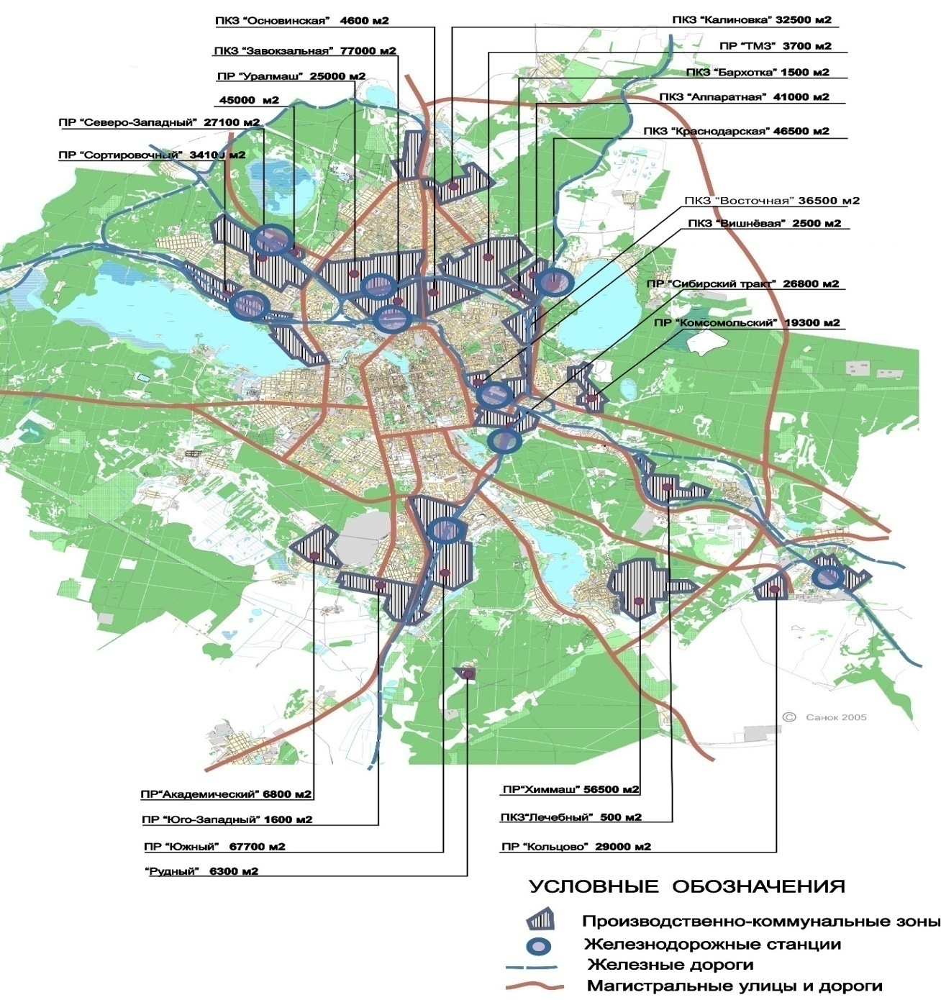 ПКЗ “Основинская” 4600 м2
ПКЗ “Завокзальная” 77000 м2
ПР “Уралмаш” 25000 м2
45000 м2
ПР “Северо-Западный” 27100 м2
ПР “Сортировочный” 34100 м2
ПКЗ “Калиновка” 32500 м2
ПР “ТМЗ” 3700 м2
ПКЗ “Бархотка” 1500 м2
ПКЗ “Аппаратная” 41000 м2
ПКЗ “Краснодарская” 46500 м2
ПКЗ “Восточная” 36500 м2
ПКЗ “Вишнёвая” 2500 м2
ПР “Сибирский тракт” 26800 м2
ПР “Комсомольский” 19300 м2
© Санок 2005
ПР“Академический” 6800 м2
ПР “Юго-Западный” 1600 м2
ПР “Южный” 67700 м2
“Рудный” 6300 м2
ПР“Химмаш” 56500 м2
ПКЗ“Лечебный” 500 м2
ПР “Кольцово” 29000 м2
УСЛОВНЫЕ ОБОЗНАЧЕНИЯ
Производственно-коммунальные зоны
Железнодорожные станции
Железные дороги
Магистральные улицы и дороги